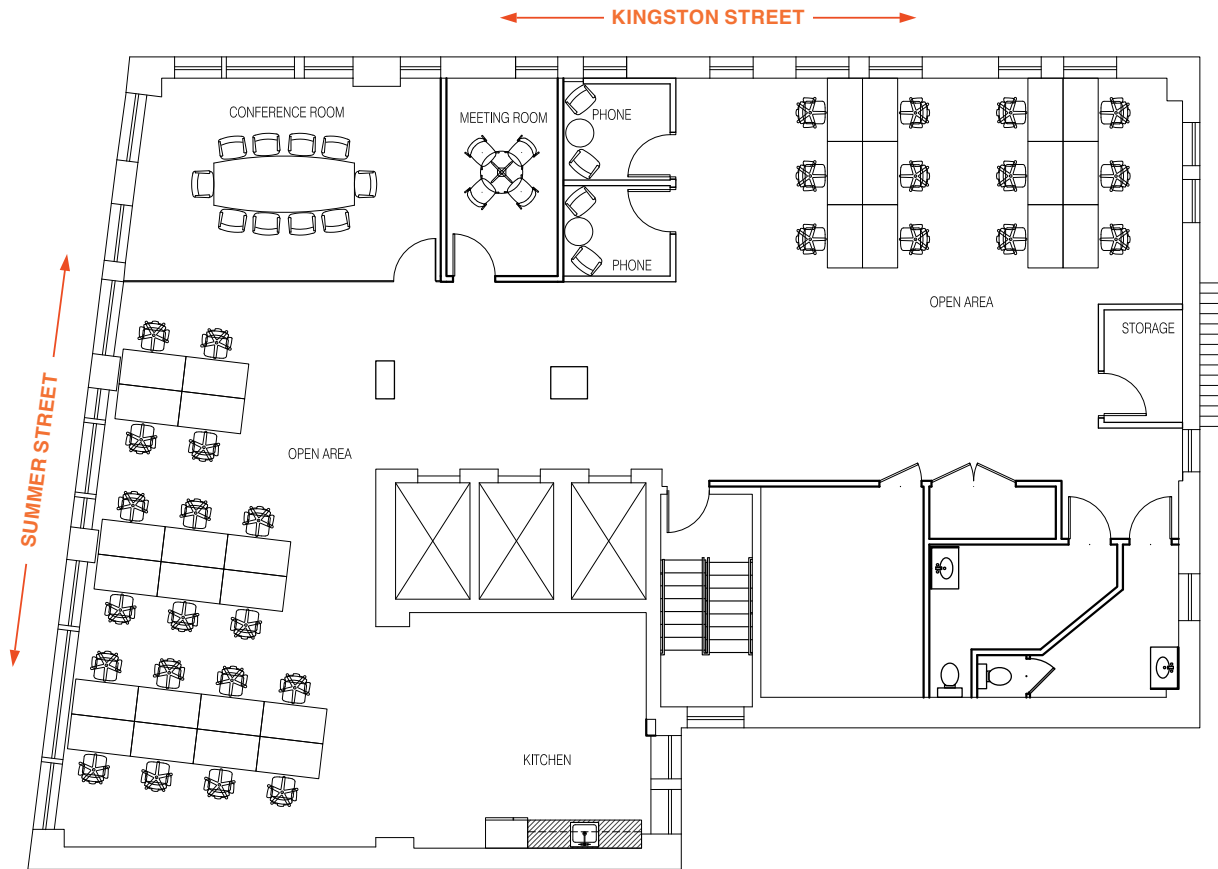 KINGSTON STREET
CONFERENCE ROOM
MEETING ROOM
PHONE
PHONE
OPEN AREA
STORAGE
SUMMER STREET
OPEN AREA
KITCHEN